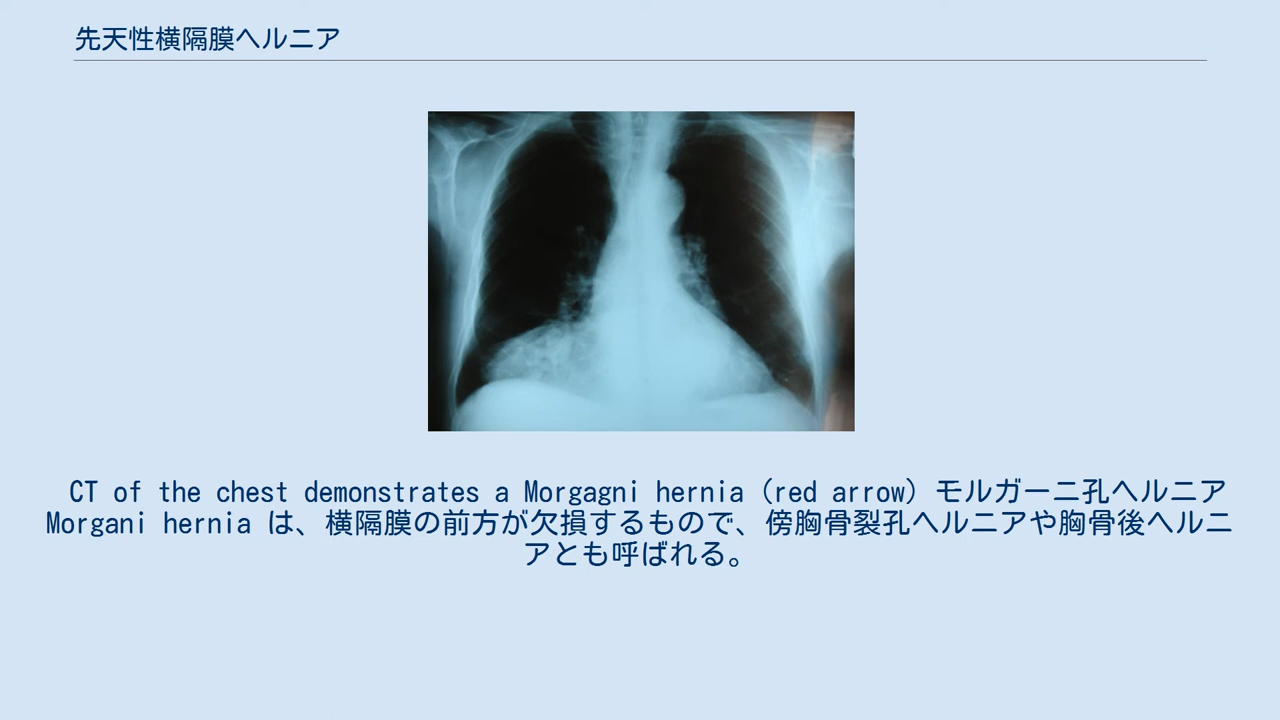 先天性横隔膜ヘルニア
CT of the chest demonstrates a Morgagni hernia (red arrow) モルガーニ孔ヘルニア
Morgani hernia は、横隔膜の前方が欠損するもので、傍胸骨裂孔ヘルニアや胸骨後ヘルニ
アとも呼ばれる。